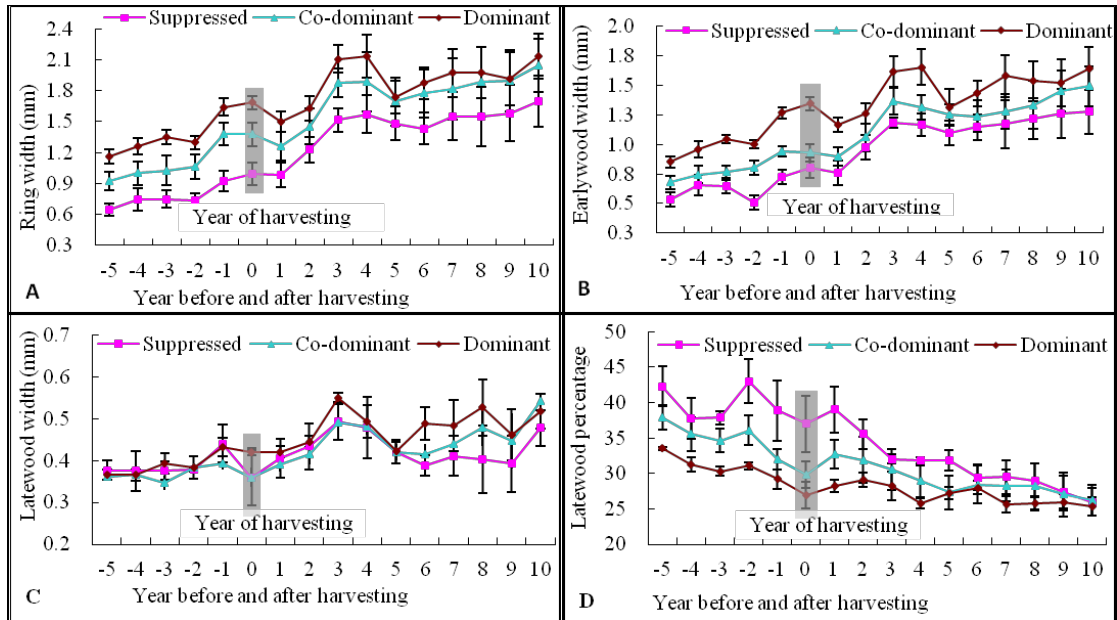 Suppressed Co-dominant Dominant
Ring width (mm)
2.4
2.1
1.8
1.5
1.2
0.9
0.6
0.3
Year of harvesting
-5 -4 -3 -2 -1 0 1 2 3 4 5 6 7 8 9 10
A
Year before and after harvesting
Suppressed Co-dominant Dominant
Earlywood width (mm)
2.0
1.8
1.5
1.3
1.0
0.8
0.5
0.3
Year of harvesting
-5 -4 -3 -2 -1 0 1 2 3 4 5 6 7 8 9 10
B
Year before and after harvesting
Suppressed Co-dominant Dominant
Latewood width (mm)
0.7
0.6
0.5
0.4
0.3
0.2
Year of harvesting
-5 -4 -3 -2 -1 0 1 2 3 4 5 6 7 8 9 10
C
Year before and after harvesting
Suppressed Co-dominant Dominant
Latewood percentage
50
45
40
35
30
25
20
Year of harvesting
-5 -4 -3 -2 -1 0 1 2 3 4 5 6 7 8 9 10
D
Year before and after harvesting